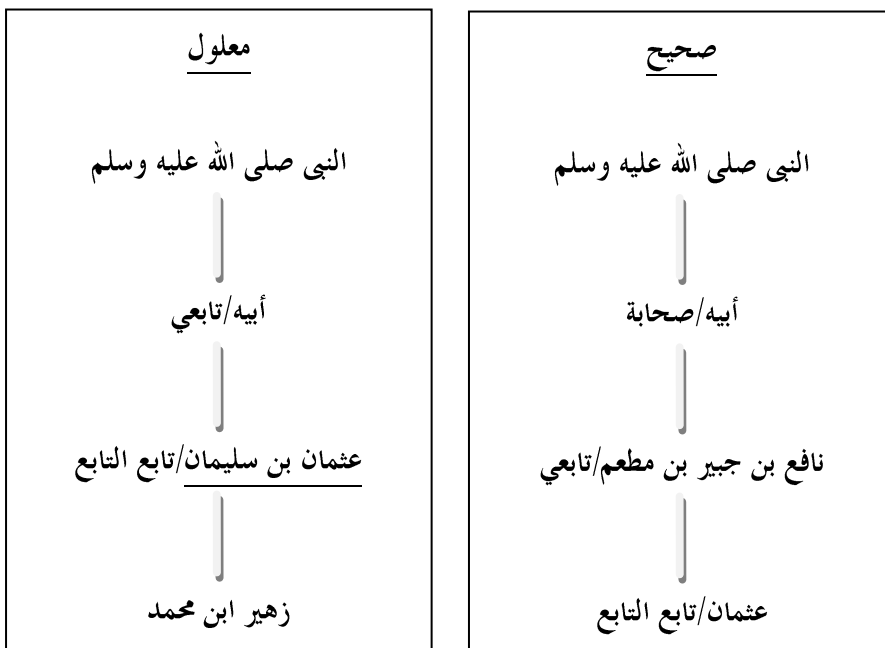 صحيح
النبى صلى الله عليه وسلم
أبيه/صحابة
نافع بن جبير بن مطعم/تابعي
عثمان/تابع التابع
معلول
النبى صلى الله عليه وسلم
أبيه/تابعي
عثمان بن سليمان/تابع التابع
زهير ابن محمد